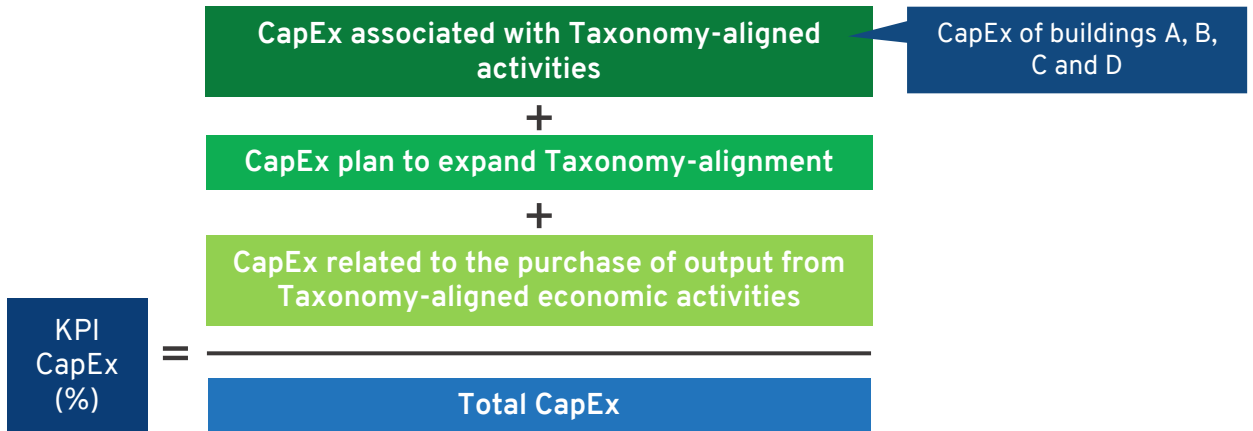 CapEx associated with Taxonomy-aligned
activities
CapEx of buildings A, B,
C and D
+
CapEx plan to expand Taxonomy-alignment
+
CapEx related to the purchase of output from
Taxonomy-aligned economic activities
KPI
CapEx
(%)
=
Total CapEx